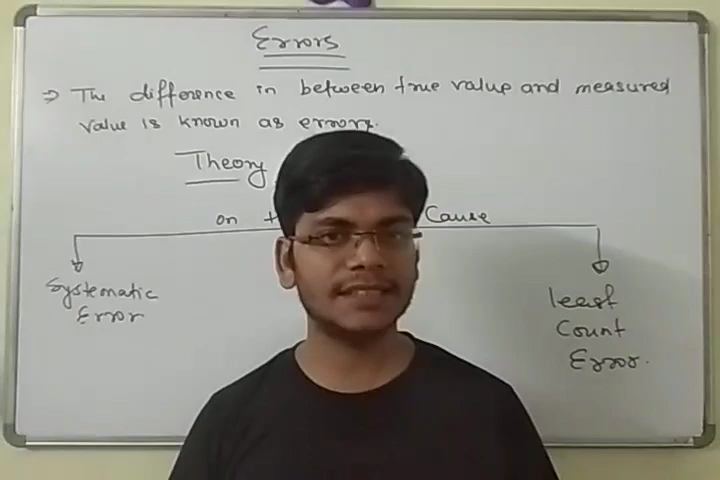 Errors
⇒ The difference in between true value and measured
value is known as errors.
Theory
on Cause
Systematic
Error
least
Count
Error.